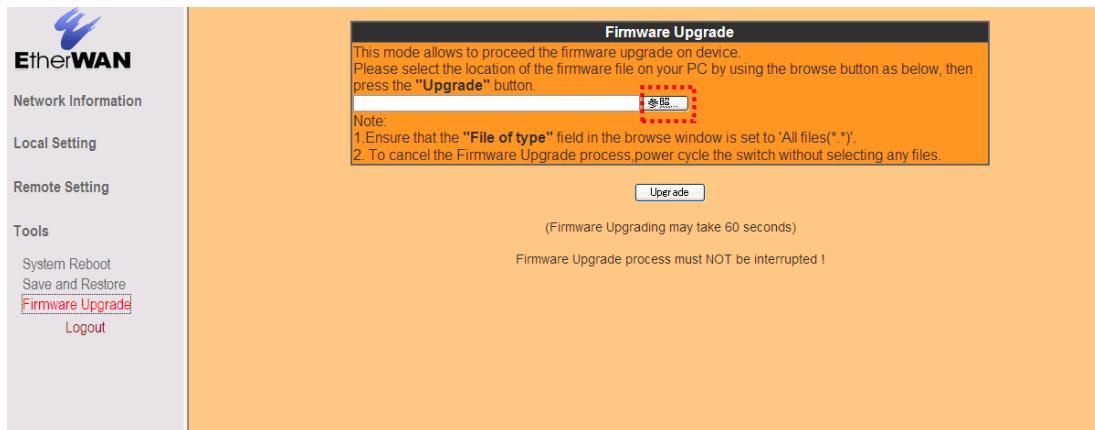 EtherWAN
Network Information
Local Setting
Remote Setting
Tools
System Reboot
Save and Restore
Firmware Upgrade
Logout
Firmware Upgrade
This mode allows to proceed the firmware upgrade on device.
Please select the location of the firmware file on your PC by using the browse button as below, then
press the "Upgrade" button.
参照...
Note:
1.Ensure that the "File of type" field in the browse window is set to 'All files(*.*)'.
2. To cancel the Firmware Upgrade process,power cycle the switch without selecting any files.
Upgrade
(Firmware Upgrading may take 60 seconds)
Firmware Upgrade process must NOT be interrupted !